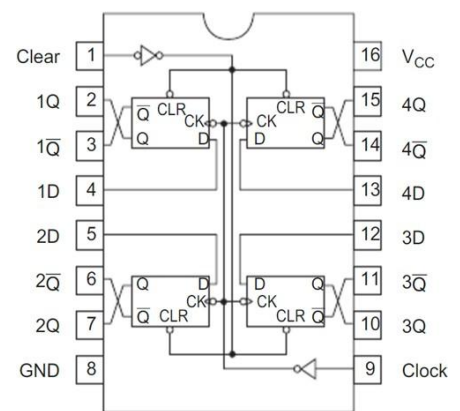 Clear 1 16 V_CC
1Q 2 Q̅ CLR CLR Q̅ 15 4Q
CK CK
1Q̅ 3 Q D D Q 14 4Q̅
1D 4 13 4D
2D 5 12 3D
2Q̅ 6 Q D D Q 11 3Q̅
CK CK
2Q 7 Q̅ CLR CLR Q̅ 10 3Q
GND 8 9 Clock